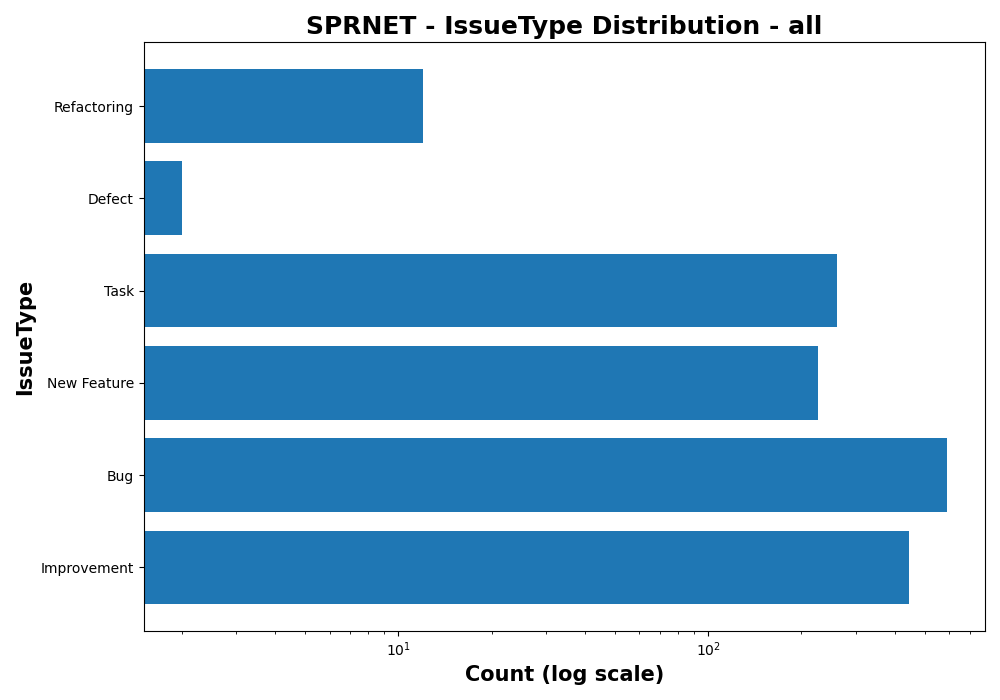 SPRNET - IssueType Distribution - all
Refactoring
Defect
Task
New Feature
Bug
Improvement
IssueType
10¹
10²
Count (log scale)